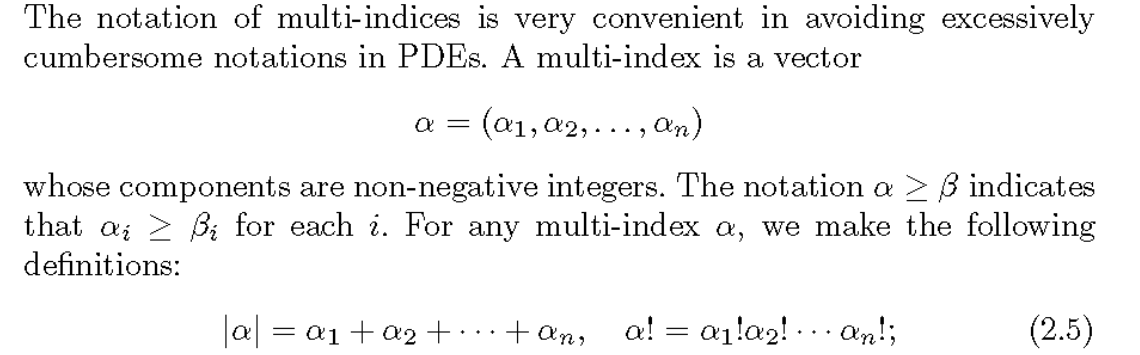 The notation of multi-indices is very convenient in avoiding excessively
cumbersome notations in PDEs. A multi-index is a vector
α = (α₁, α₂, . . . , αₙ)
whose components are non-negative integers. The notation α ≥ β indicates
that αᵢ ≥ βᵢ for each i. For any multi-index α, we make the following
definitions:
|α| = α₁ + α₂ + · · · + αₙ, α! = α₁!α₂! · · · αₙ!; (2.5)